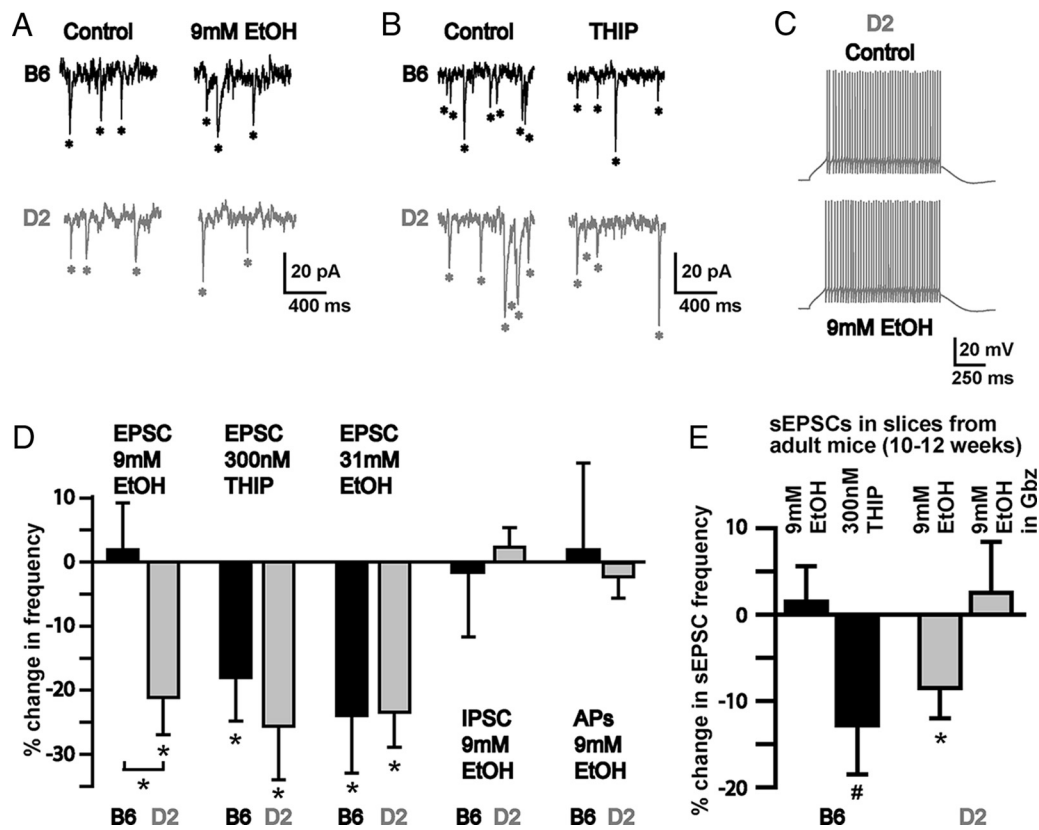 A
Control
9mM EtOH
B6
*
*
*
*
*
*
D2
*
*
*
*
*
20 pA
400 ms
B
Control
THIP
B6
*
*
*
*
*
*
*
*
*
*
*
D2
*
*
*
*
*
*
*
*
*
*
20 pA
400 ms
C
D2
Control
9mM EtOH
20 mV
250 ms
D
EPSC
9mM
EtOH
EPSC
300nM
THIP
EPSC
31mM
EtOH
% change in frequency
10
0
-10
-20
-30
*
*
*
*
*
*
IPSC
9mM
EtOH
APs
9mM
EtOH
B6 D2
B6 D2
B6 D2
B6 D2
B6 D2
E
sEPSCs in slices from
adult mice (10-12 weeks)
9mM
EtOH
300nM
THIP
9mM
EtOH
9mM
EtOH
in Gbz
% change in sEPSC frequency
10
0
-10
-20
#
*
B6
D2